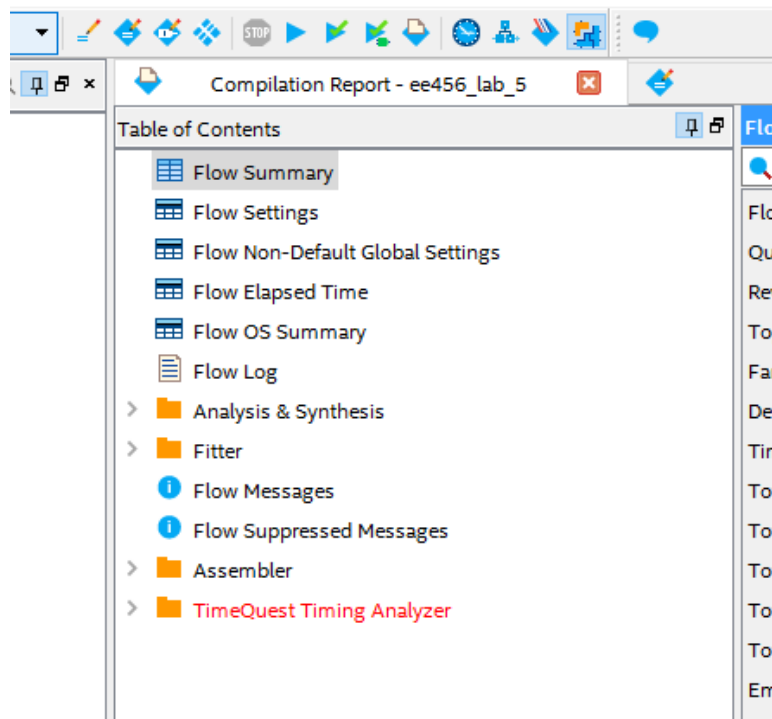 STOP
Compilation Report - ee456_lab_5
Table of Contents
Flow Summary
Flow Settings
Flow Non-Default Global Settings
Flow Elapsed Time
Flow OS Summary
Flow Log
Analysis & Synthesis
Fitter
Flow Messages
Flow Suppressed Messages
Assembler
TimeQuest Timing Analyzer